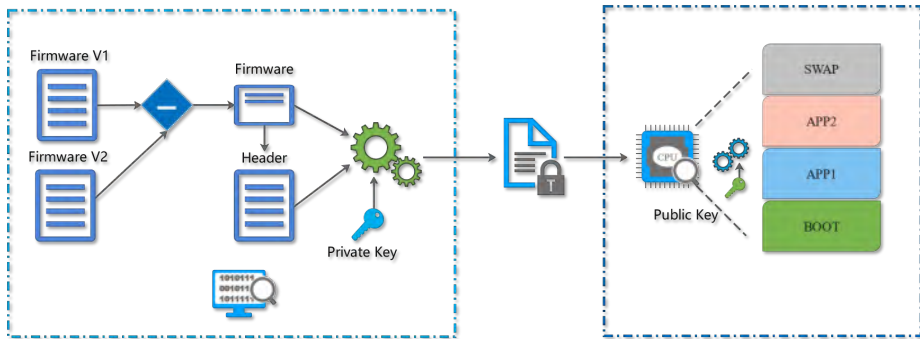 Firmware V1
Firmware
Firmware V2
Header
Private Key
1010111
001011
101111
T
CPU
Public Key
SWAP
APP2
APP1
BOOT